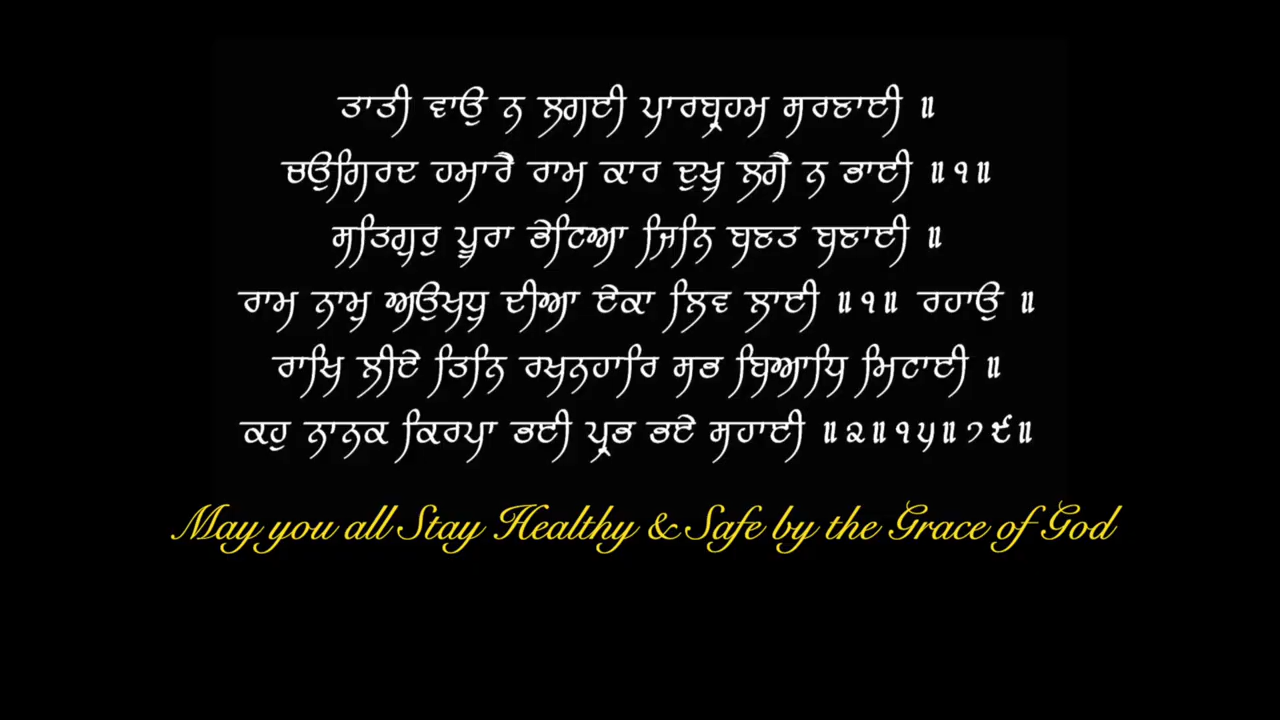 ਤਾਤੀ ਵਾਉ ਨ ਲਗਈ ਪਾਰਬ੍ਰਹਮ ਸਰਣਾਈ ॥
ਚਉਗਿਰਦ ਹਮਾਰੈ ਰਾਮ ਕਾਰ ਦੁਖੁ ਲਗੈ ਨ ਭਾਈ ॥੧॥
ਸਤਿਗੁਰੁ ਪੂਰਾ ਭੇਟਿਆ ਜਿਨਿ ਬਣਤ ਬਣਾਈ ॥
ਰਾਮ ਨਾਮੁ ਅਉਖਧੁ ਦੀਆ ਏਕਾ ਲਿਵ ਲਾਈ ॥੧॥ ਰਹਾਉ ॥
ਰਾਖਿ ਲੀਏ ਤਿਨਿ ਰਖਨਹਾਰਿ ਸਭ ਬਿਆਧਿ ਮਿਟਾਈ ॥
ਕਹੁ ਨਾਨਕ ਕਿਰਪਾ ਭਈ ਪ੍ਰਭ ਭਏ ਸਹਾਈ ॥੨॥੧੫॥੭੯॥
May you all Stay Healthy & Safe by the Grace of God